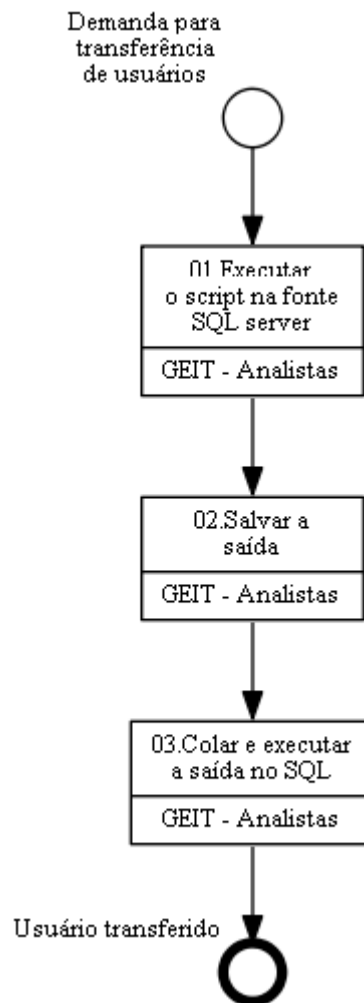 Demanda para
transferência
de usuários
01.Executar
o script na fonte
SQL server
GEIT - Analistas
02.Salvar a
saída
GEIT - Analistas
03.Colar e executar
a saída no SQL
GEIT - Analistas
Usuário transferido